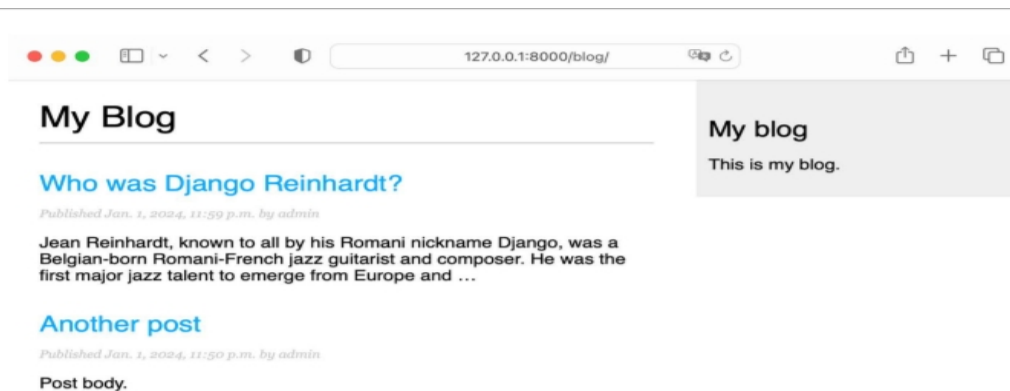 127.0.0.1:8000/blog/
My Blog
Who was Django Reinhardt?
Published Jan. 1, 2024, 11:59 p.m. by admin
Jean Reinhardt, known to all by his Romani nickname Django, was a
Belgian-born Romani-French jazz guitarist and composer. He was the
first major jazz talent to emerge from Europe and …
Another post
Published Jan. 1, 2024, 11:50 p.m. by admin
Post body.
My blog
This is my blog.